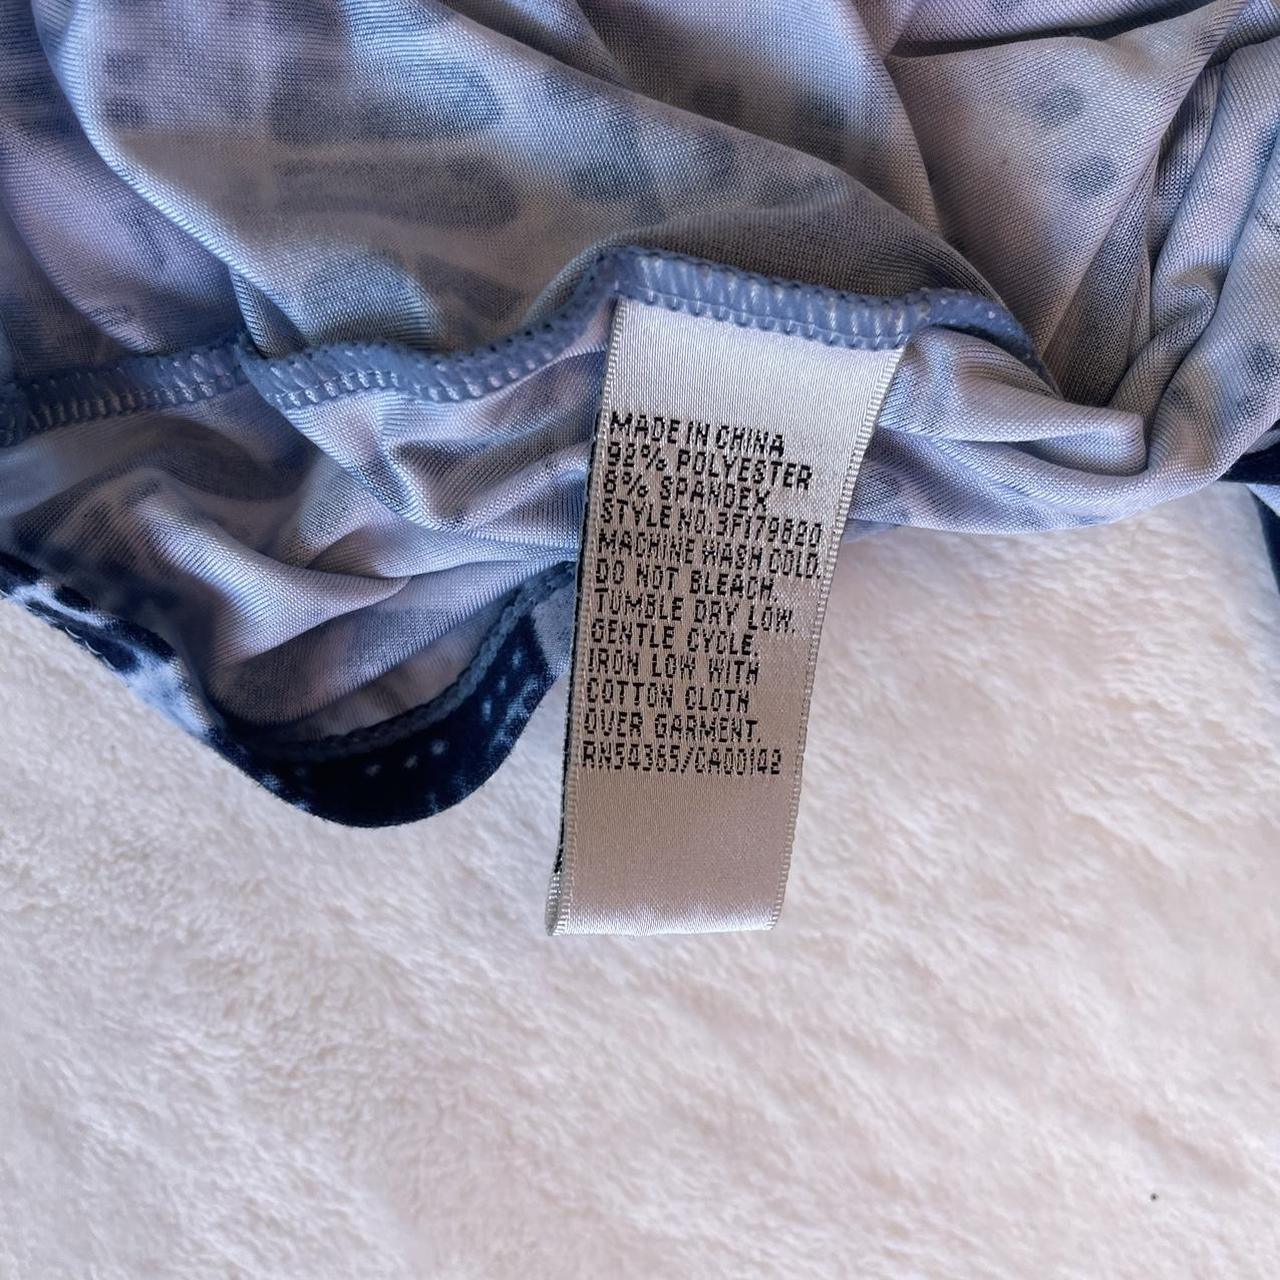 MADE IN CHINA
92% POLYESTER
8% SPANDEX
STYLE NO.:3F179820
MACHINE WASH COLD.
DO NOT BLEACH.
TUMBLE DRY LOW.
GENTLE CYCLE.
IRON LOW WITH
COTTON CLOTH
OVER GARMENT.
RN54365/CA00142